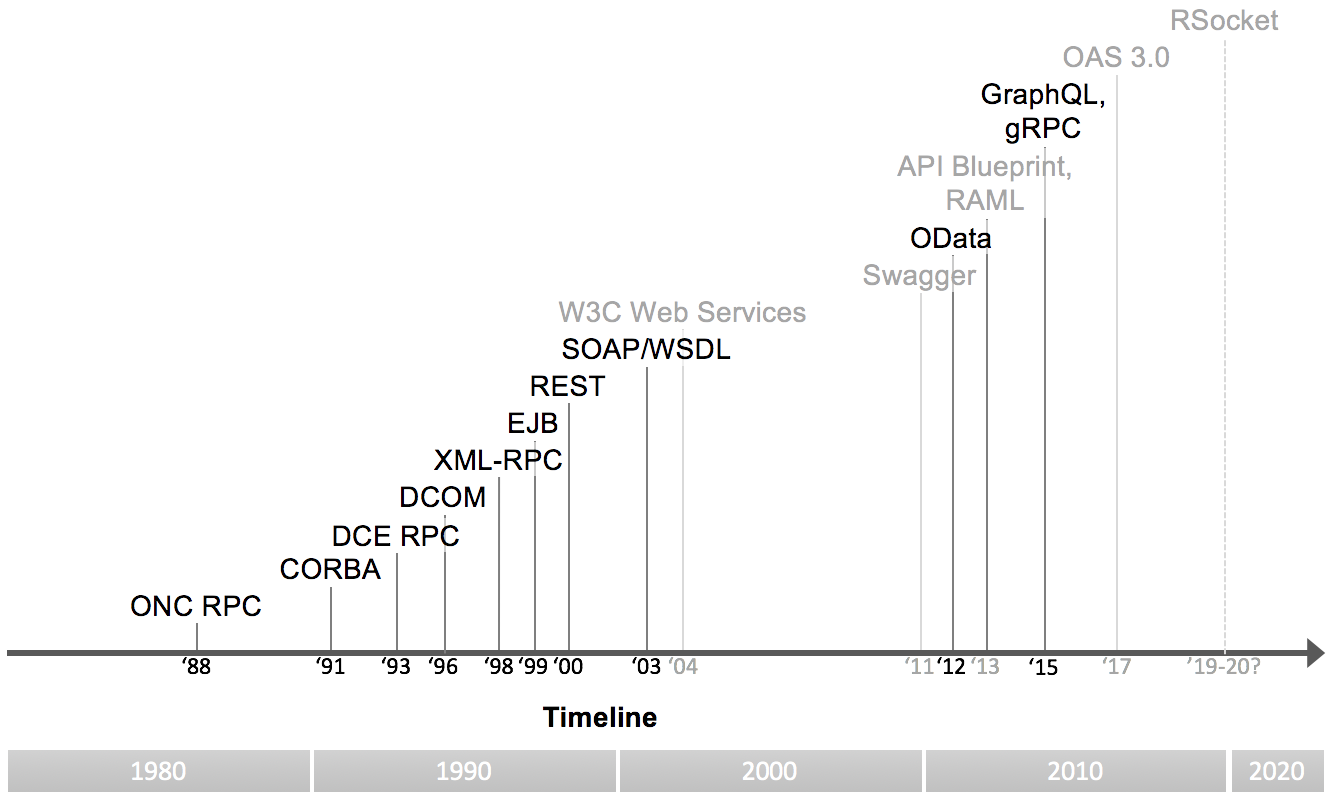 RSocket
OAS 3.0
GraphQL,
gRPC
API Blueprint,
RAML
OData
Swagger
W3C Web Services
SOAP/WSDL
REST
EJB
XML-RPC
DCOM
DCE RPC
CORBA
ONC RPC
‘88 ‘91 ‘93 ‘96 ‘98 ‘99 ‘00 ‘03 ‘04 ‘11 ‘12 ‘13 ‘15 ‘17 ’19-20?
Timeline
1980 1990 2000 2010 2020